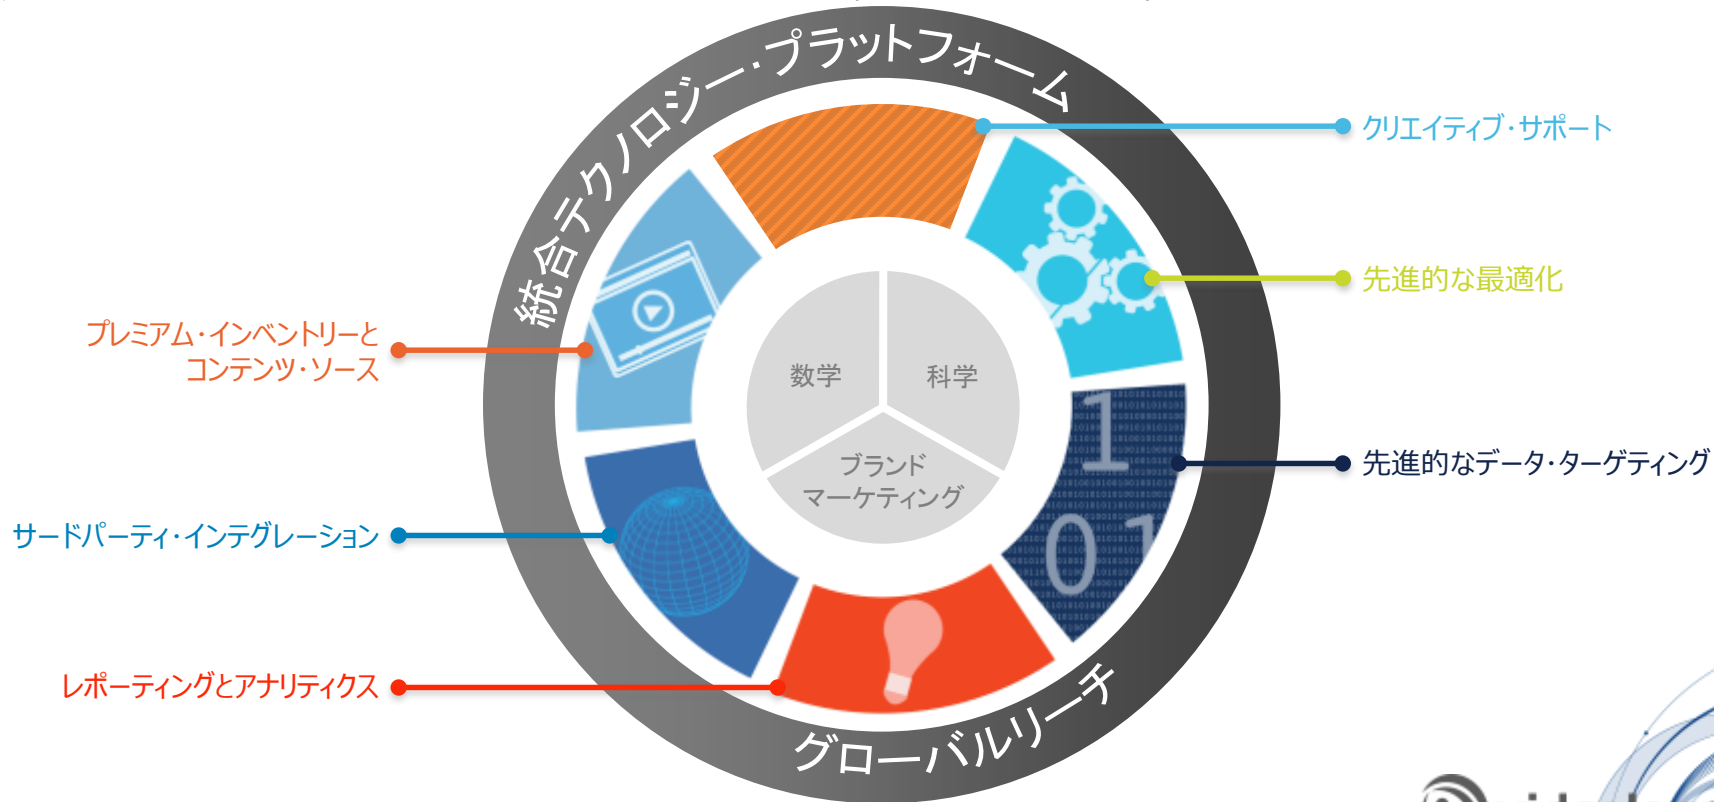 統合テクノロジー・プラットフォーム
クリエイティブ・サポート
先進的な最適化
プレミアム・インベントリーと
コンテンツ・ソース
数学
科学
ブランド
マーケティング
先進的なデータ・ターゲティング
サードパーティ・インテグレーション
レポーティングとアナリティクス
グローバルリーチ